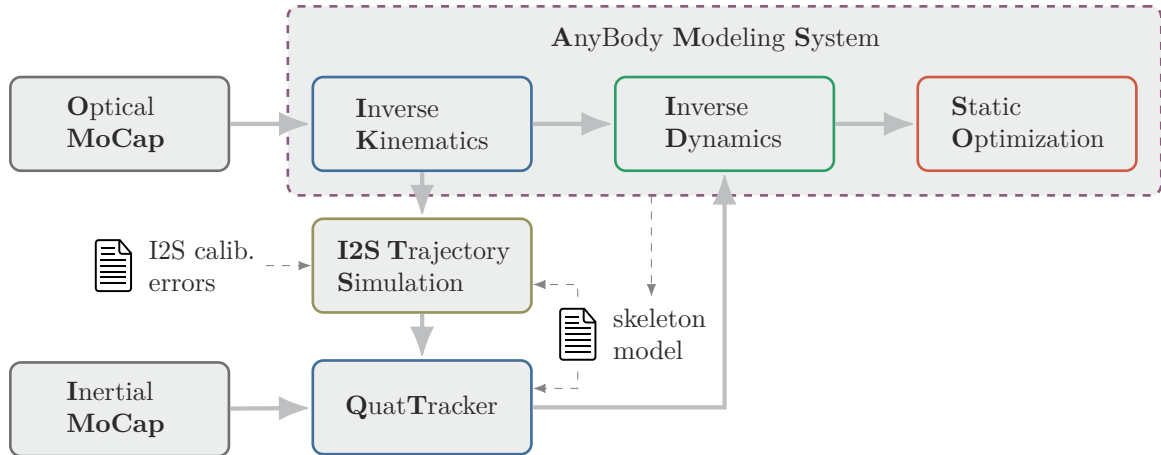 AnyBody Modeling System
Optical
MoCap
Inverse
Kinematics
Inverse
Dynamics
Static
Optimization
I2S calib.
errors
I2S Trajectory
Simulation
skeleton
model
Inertial
MoCap
QuatTracker